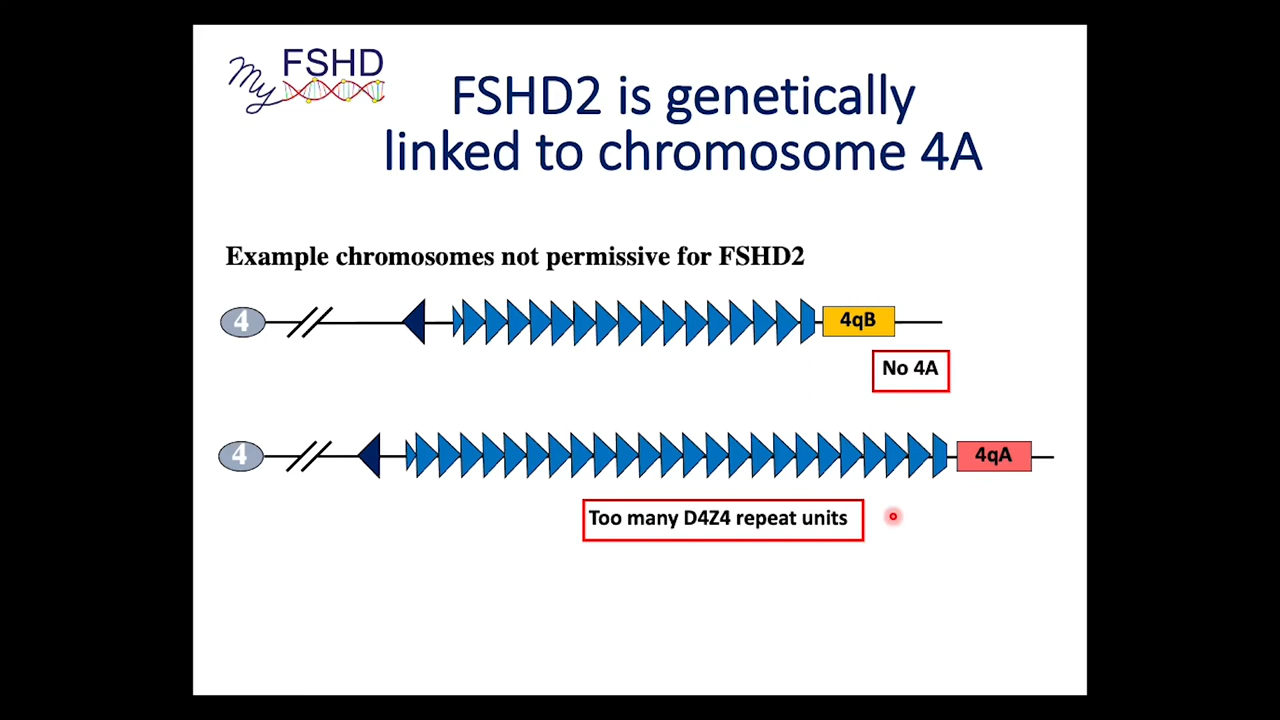 My FSHD
FSHD2 is genetically
linked to chromosome 4A
Example chromosomes not permissive for FSHD2
4
4qB
No 4A
4
4qA
Too many D4Z4 repeat units